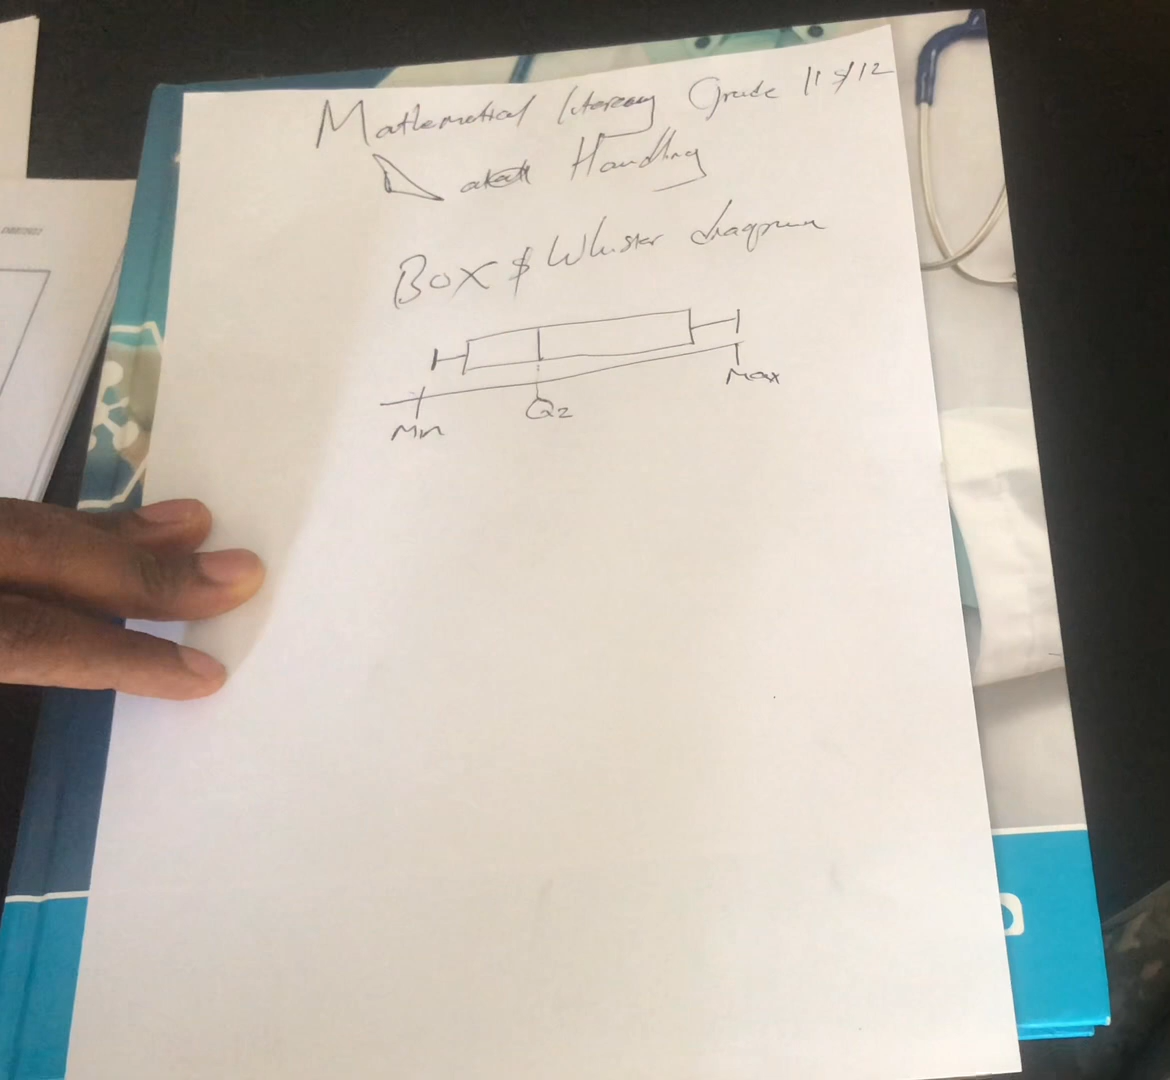 Mathematical literacy Grade 11 & 12
Data Handling
Box & Whisker diagram
Max
Q2
Min